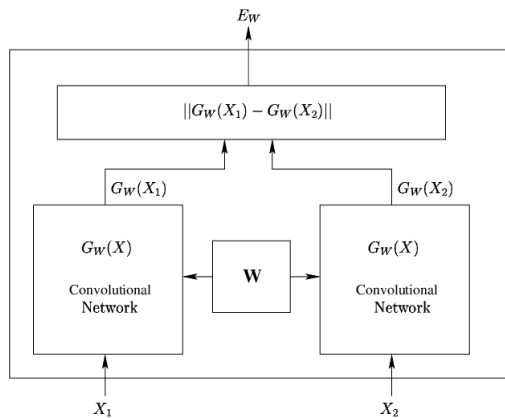 E_W
||G_W(X_1) − G_W(X_2)||
G_W(X_1)
G_W(X_2)
G_W(X)
Convolutional
Network
W
G_W(X)
Convolutional
Network
X_1
X_2